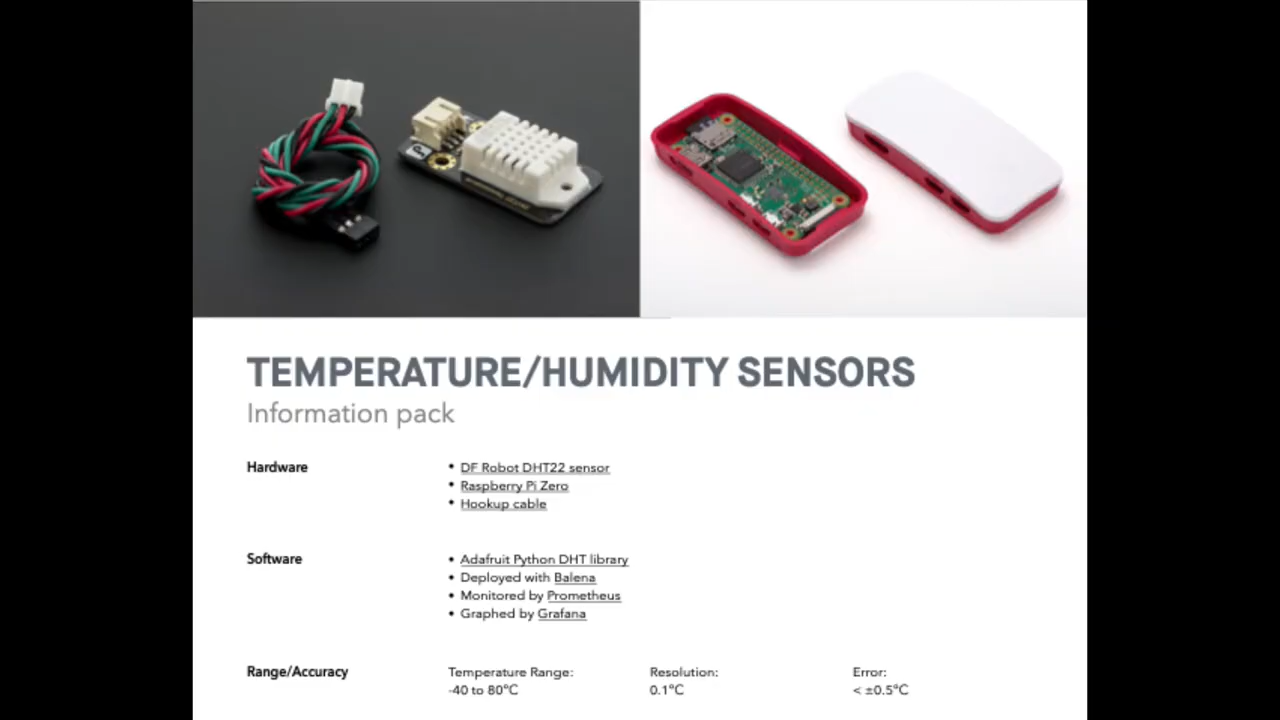 TEMPERATURE/HUMIDITY SENSORS
Information pack
Hardware
• DF Robot DHT22 sensor
• Raspberry Pi Zero
• Hookup cable
Software
• Adafruit Python DHT library
• Deployed with Balena
• Monitored by Prometheus
• Graphed by Grafana
Range/Accuracy
Temperature Range:
-40 to 80°C
Resolution:
0.1°C
Error:
< ±0.5°C